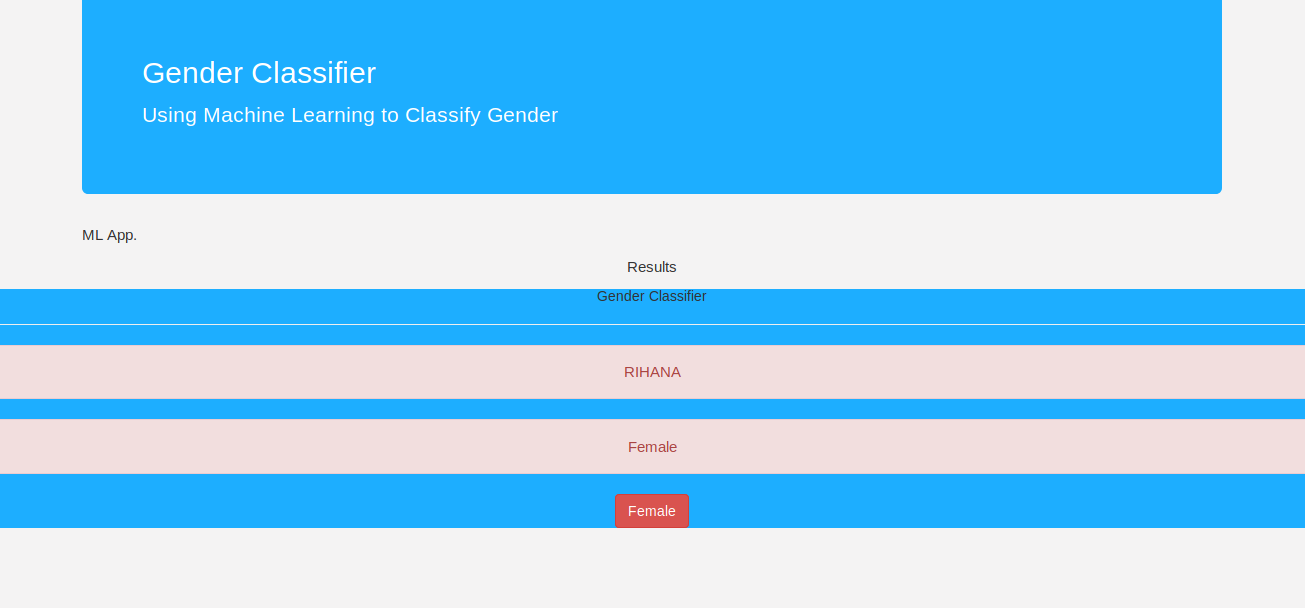 Gender Classifier
Using Machine Learning to Classify Gender
ML App.
Results
Gender Classifier
RIHANA
Female
Female